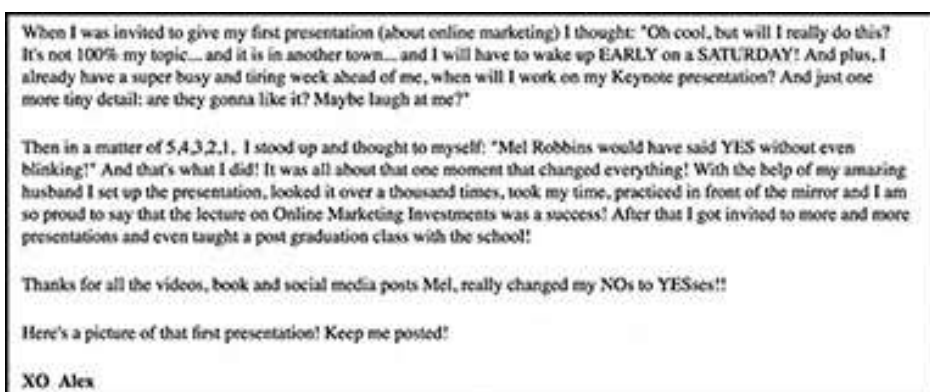 When I was invited to give my first presentation (about online marketing) I thought: "Oh cool, but will I really do this?
It's not 100% my topic... and it is in another town... and I will have to wake up EARLY on a SATURDAY! And plus, I
already have a super busy and tiring week ahead of me, when will I work on my Keynote presentation? And just one
more tiny detail: are they gonna like it? Maybe laugh at me?"
Then in a matter of 5,4,3,2,1, I stood up and thought to myself: "Mel Robbins would have said YES without even
blinking!" And that's what I did! It was all about that one moment that changed everything! With the help of my amazing
husband I set up the presentation, looked it over a thousand times, took my time, practiced in front of the mirror and I am
so proud to say that the lecture on Online Marketing Investments was a success! After that I got invited to more and more
presentations and even taught a post graduation class with the school!
Thanks for all the videos, book and social media posts Mel, really changed my NOs to YESses!!
Here's a picture of that first presentation! Keep me posted!
XO Alex